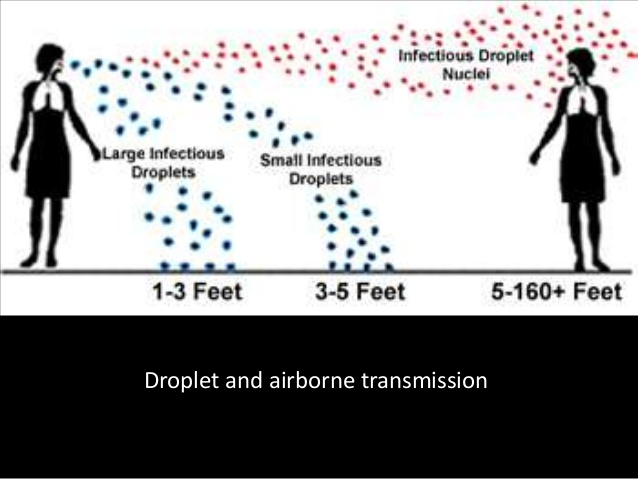 Infectious Droplet
Nuclei
Large Infectious
Droplets
Small Infectious
Droplets
1-3 Feet
3-5 Feet
5-160+ Feet
Droplet and airborne transmission